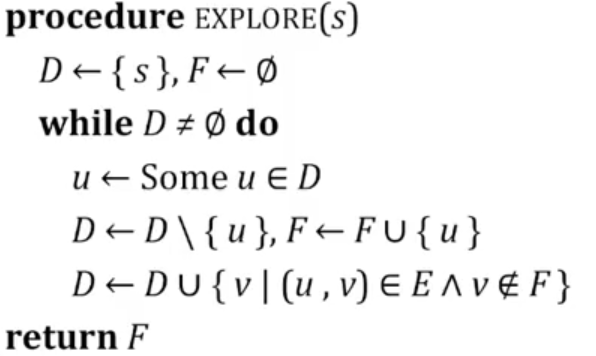 procedure EXPLORE(s)
D ← { s }, F ← ∅
while D ≠ ∅ do
u ← Some u ∈ D
D ← D \ { u }, F ← F ∪ { u }
D ← D ∪ { v | (u , v) ∈ E ∧ v ∉ F }
return F